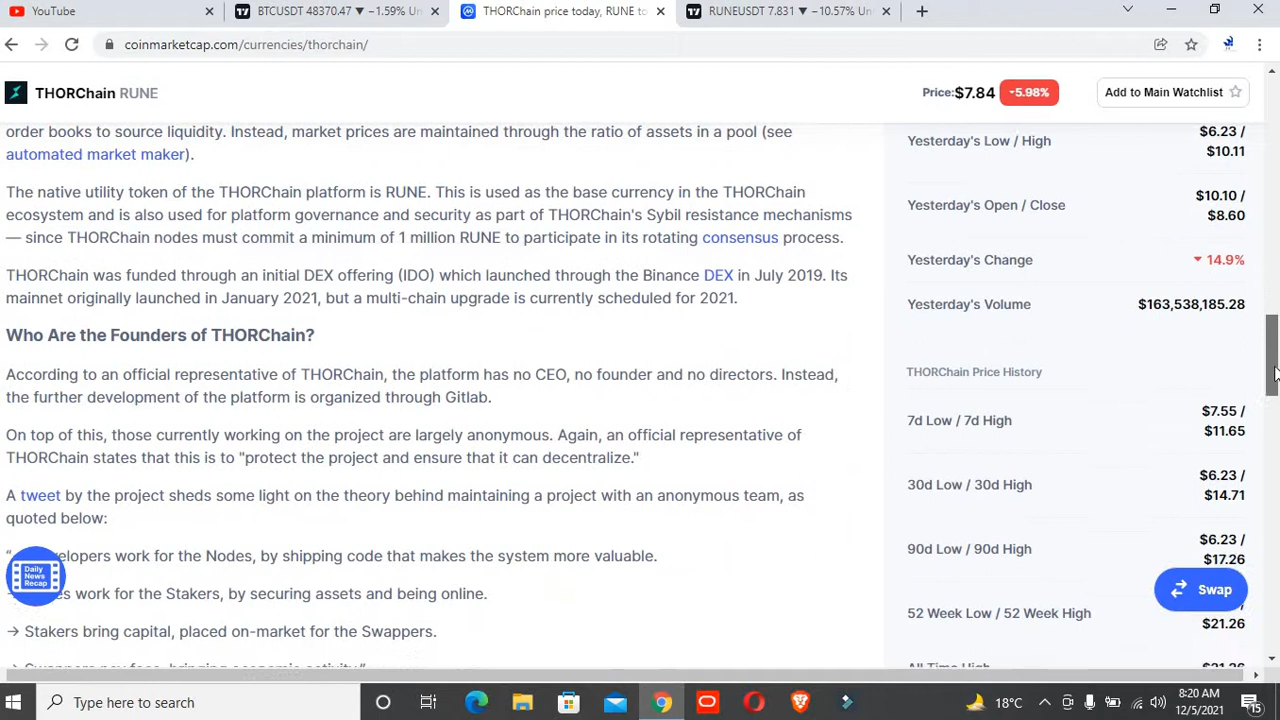 YouTube
BTCUSDT 48370.47 ▼ −1.59% Un
THORChain price today, RUNE to
RUNEUSDT 7.831 ▼ −10.57% Un
coinmarketcap.com/currencies/thorchain/
THORChain RUNE
Price:$7.84 5.98%
Add to Main Watchlist
order books to source liquidity. Instead, market prices are maintained through the ratio of assets in a pool (see
automated market maker).
The native utility token of the THORChain platform is RUNE. This is used as the base currency in the THORChain
ecosystem and is also used for platform governance and security as part of THORChain's Sybil resistance mechanisms
— since THORChain nodes must commit a minimum of 1 million RUNE to participate in its rotating consensus process.
THORChain was funded through an initial DEX offering (IDO) which launched through the Binance DEX in July 2019. Its
mainnet originally launched in January 2021, but a multi-chain upgrade is currently scheduled for 2021.
Who Are the Founders of THORChain?
According to an official representative of THORChain, the platform has no CEO, no founder and no directors. Instead,
the further development of the platform is organized through Gitlab.
On top of this, those currently working on the project are largely anonymous. Again, an official representative of
THORChain states that this is to "protect the project and ensure that it can decentralize."
A tweet by the project sheds some light on the theory behind maintaining a project with an anonymous team, as
quoted below:
velopers work for the Nodes, by shipping code that makes the system more valuable.
es work for the Stakers, by securing assets and being online.
→ Stakers bring capital, placed on-market for the Swappers.
→ Swappers pay fees, bringing economic activity."
Daily
News
Recap
Yesterday's Low / High
$6.23 /
$10.11
Yesterday's Open / Close
$10.10 /
$8.60
Yesterday's Change
▼ 14.9%
Yesterday's Volume
$163,538,185.28
THORChain Price History
7d Low / 7d High
$7.55 /
$11.65
30d Low / 30d High
$6.23 /
$14.71
90d Low / 90d High
$6.23 /
$17.26
Swap
52 Week Low / 52 Week High
$21.26
All Time High
$21.26
Type here to search
18°C
8:20 AM
12/5/2021
15